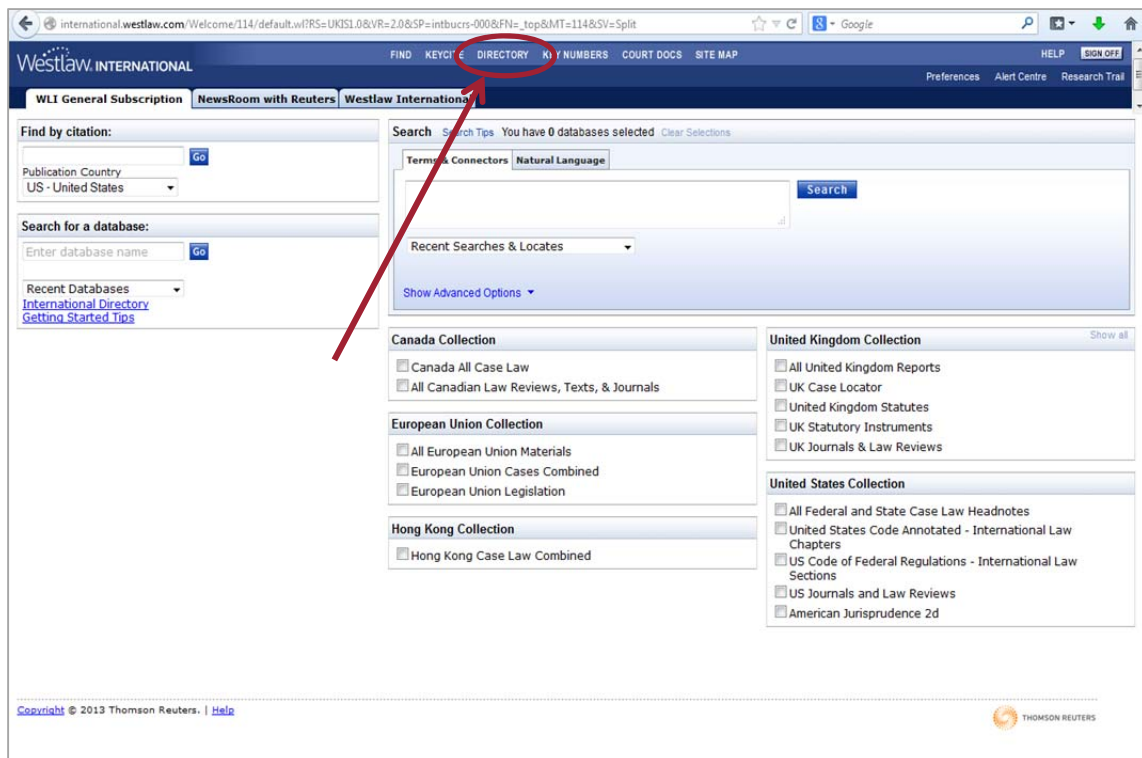 international.westlaw.com/Welcome/114/default.wl?RS=UKIS1.0&VR=2.0&SP=intbucrs-000&FN=_top&MT=114&SV=Split
Google
Westlaw. INTERNATIONAL
FIND KEYCITE DIRECTORY KEY NUMBERS COURT DOCS SITE MAP
HELP SIGN OFF
Preferences Alert Centre Research Trail
WLI General Subscription NewsRoom with Reuters Westlaw International
Find by citation:
Go
Publication Country
US - United States
Search for a database:
Enter database name Go
Recent Databases
International Directory
Getting Started Tips
Search Search Tips You have 0 databases selected Clear Selections
Terms & Connectors Natural Language
Search
Recent Searches & Locates
Show Advanced Options
Canada Collection
Canada All Case Law
All Canadian Law Reviews, Texts, & Journals
European Union Collection
All European Union Materials
European Union Cases Combined
European Union Legislation
Hong Kong Collection
Hong Kong Case Law Combined
United Kingdom Collection Show all
All United Kingdom Reports
UK Case Locator
United Kingdom Statutes
UK Statutory Instruments
UK Journals & Law Reviews
United States Collection
All Federal and State Case Law Headnotes
United States Code Annotated - International Law
Chapters
US Code of Federal Regulations - International Law
Sections
US Journals and Law Reviews
American Jurisprudence 2d
Copyright © 2013 Thomson Reuters. | Help
THOMSON REUTERS